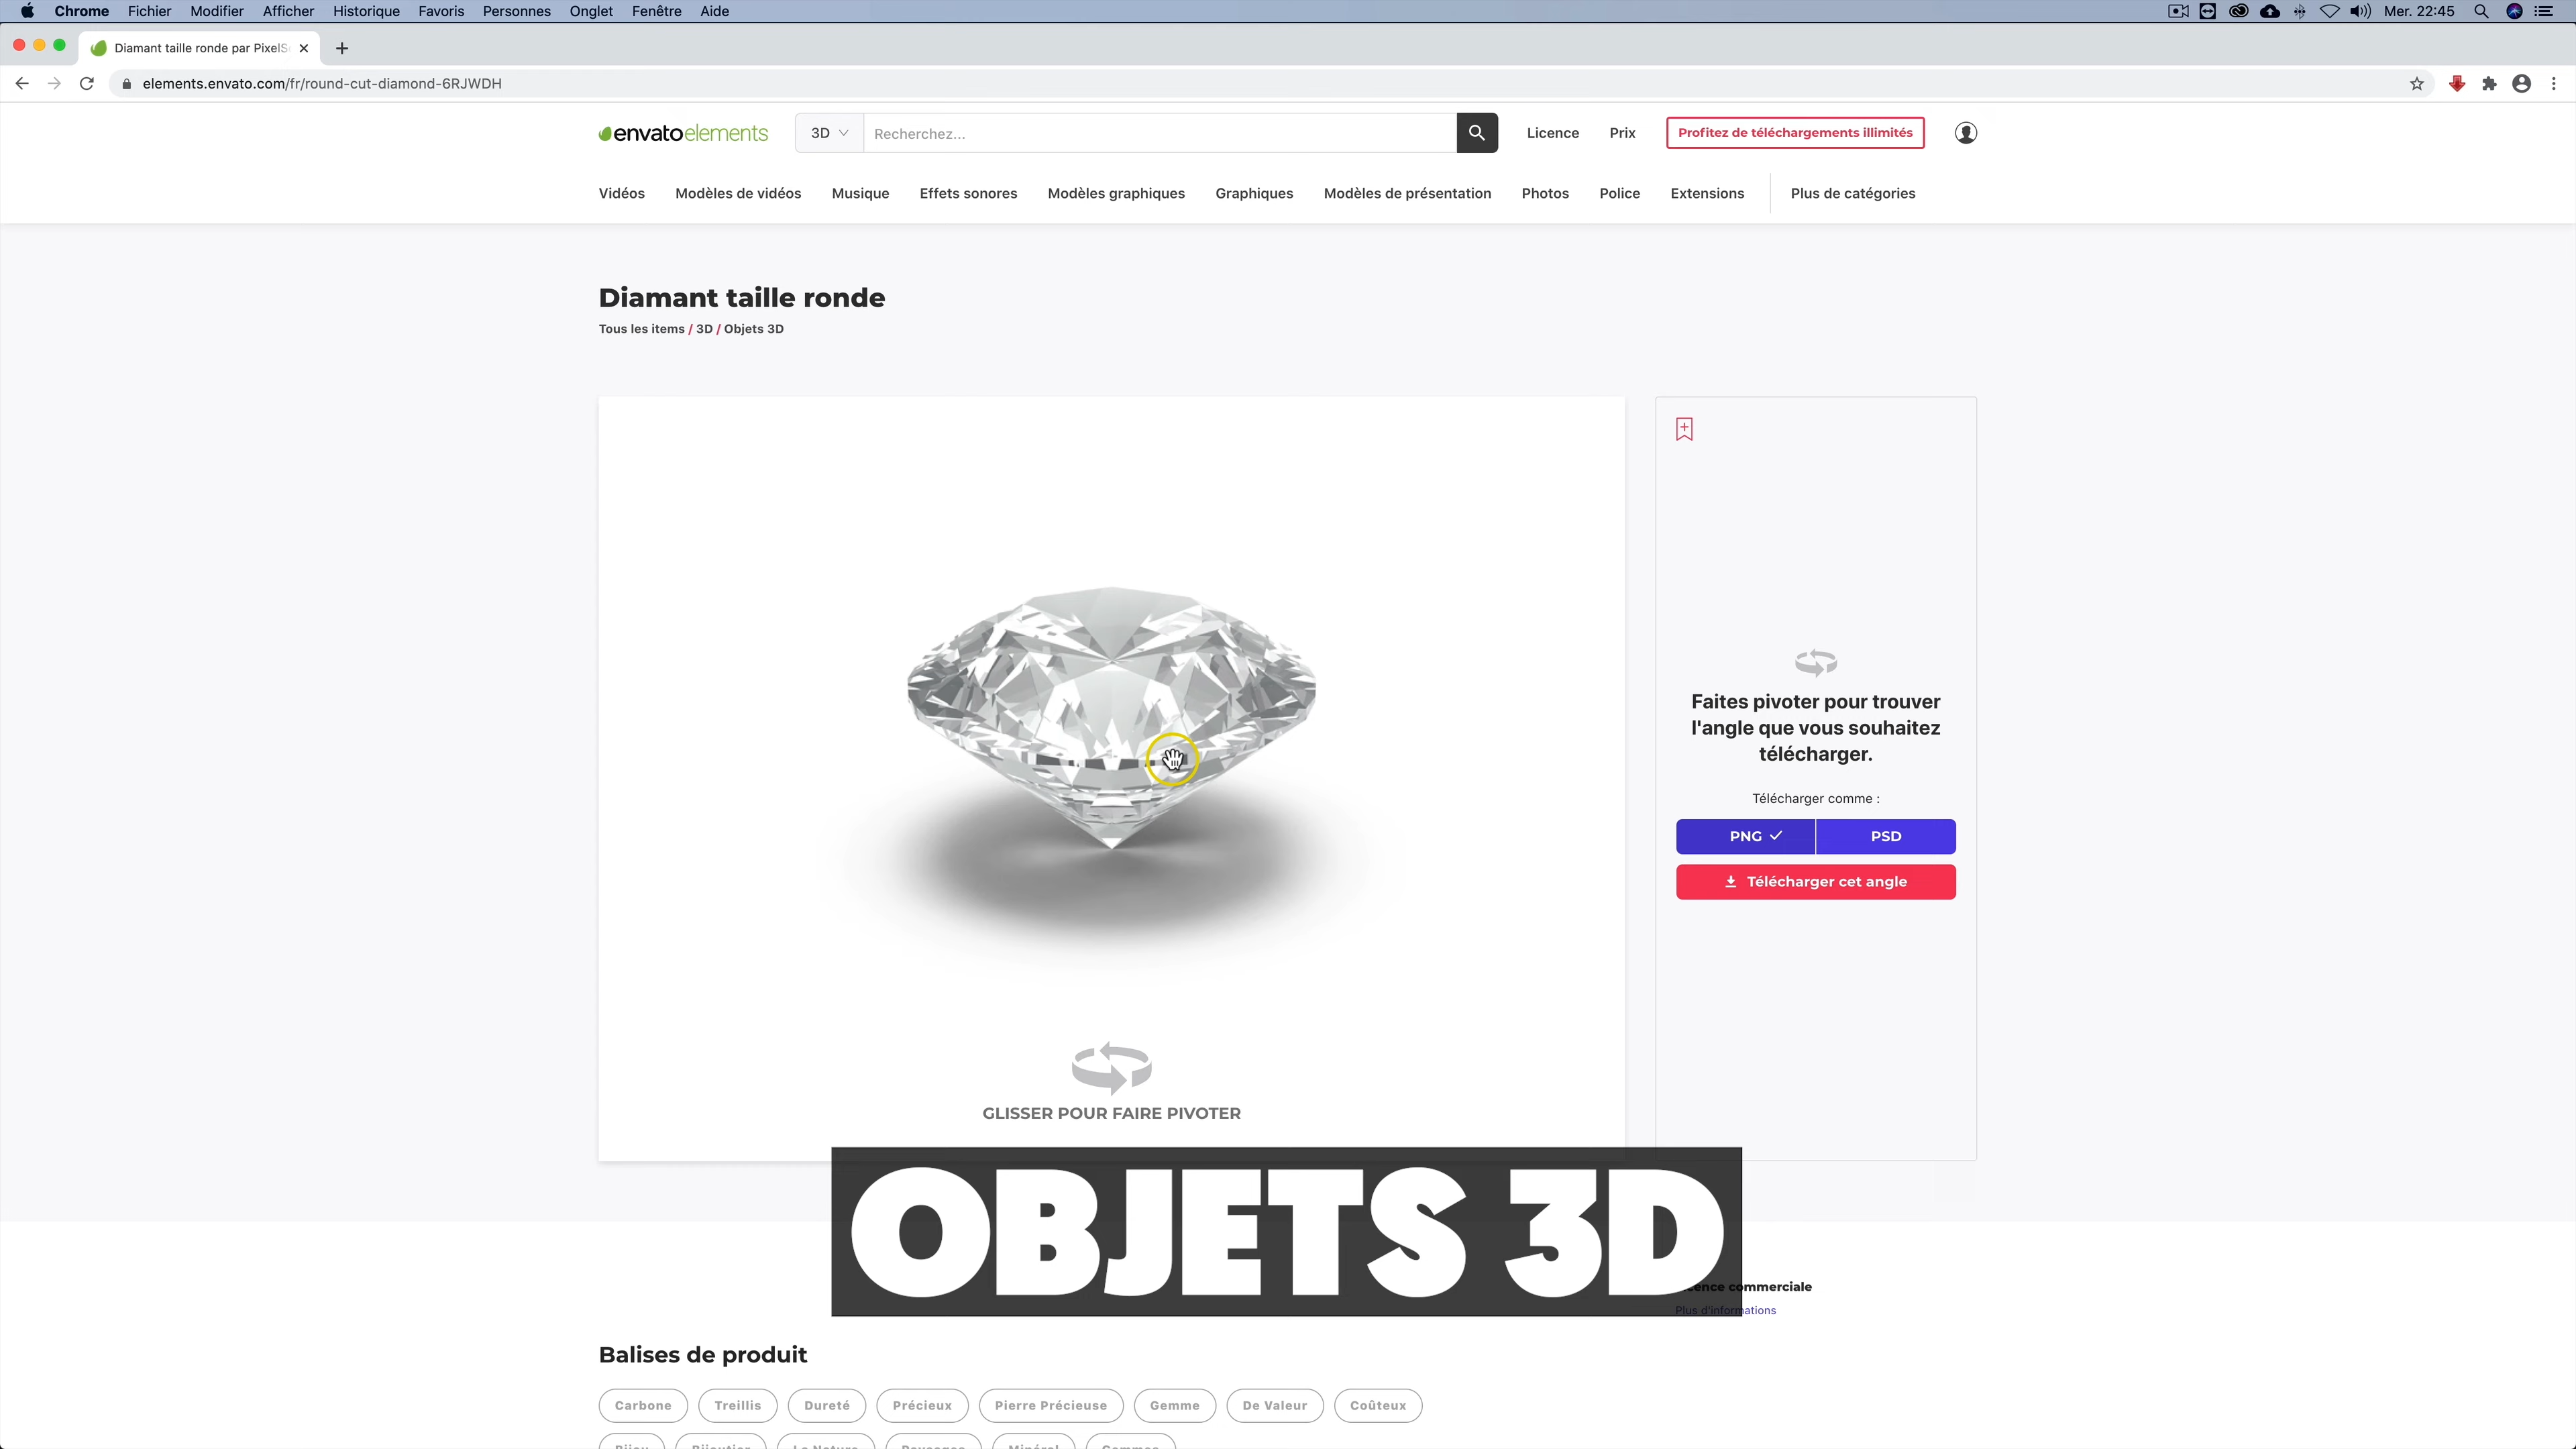 Chrome Fichier Modifier Afficher Historique Favoris Personnes Onglet Fenêtre Aide Mer. 22:45
Diamant taille ronde par PixelS
elements.envato.com/fr/round-cut-diamond-6RJWDH
envatoelements 3D Recherchez... Licence Prix Profitez de téléchargements illimités
Vidéos Modèles de vidéos Musique Effets sonores Modèles graphiques Graphiques Modèles de présentation Photos Police Extensions Plus de catégories
Diamant taille ronde
Tous les items / 3D / Objets 3D
Faites pivoter pour trouver
l'angle que vous souhaitez
télécharger.
Télécharger comme :
PNG PSD
Télécharger cet angle
GLISSER POUR FAIRE PIVOTER
OBJETS 3D
commerciale
Plus d'informations
Balises de produit
Carbone Treillis Dureté Précieux Pierre Précieuse Gemme De Valeur Coûteux